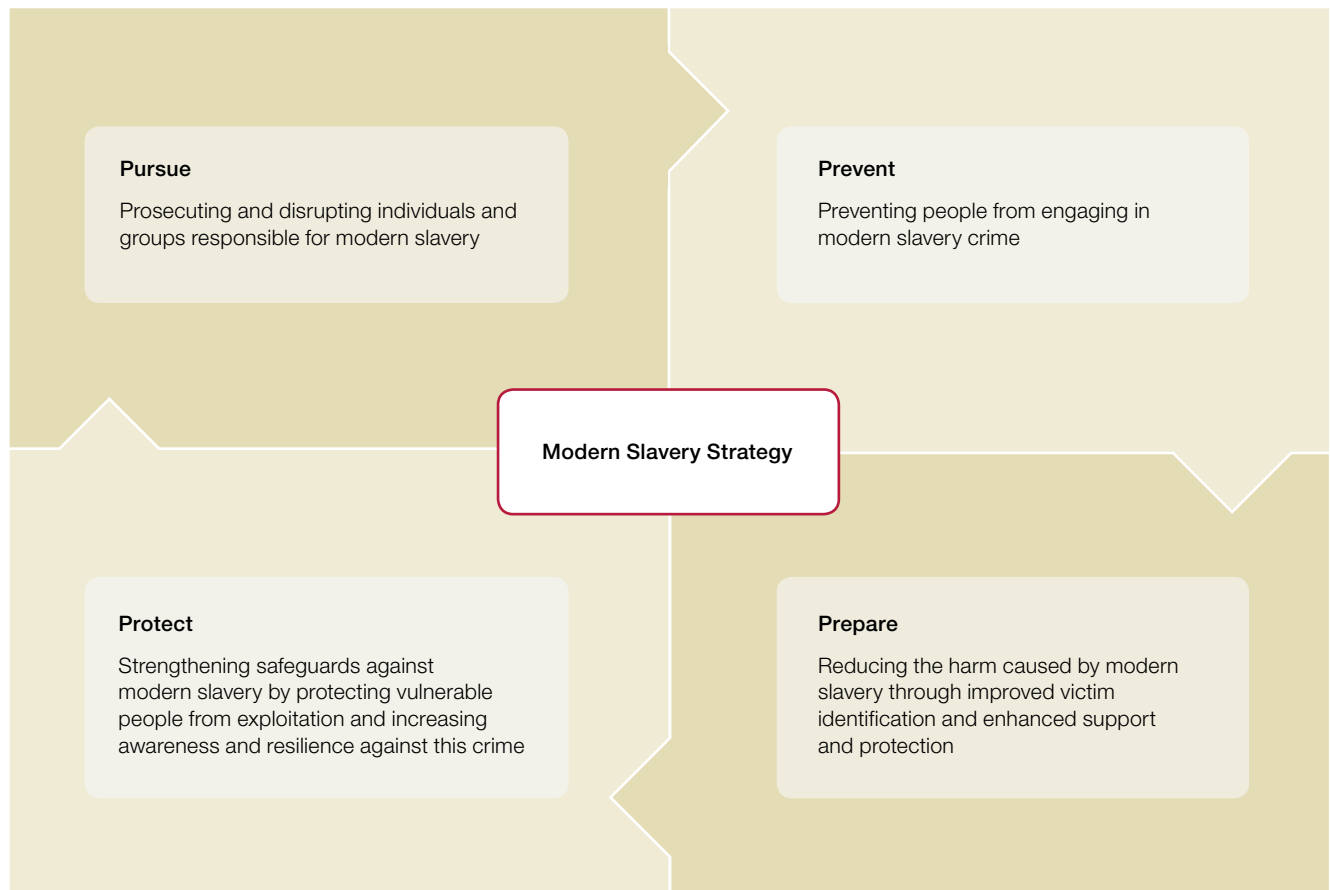 Pursue
Prosecuting and disrupting individuals and
groups responsible for modern slavery
Prevent
Preventing people from engaging in
modern slavery crime
Modern Slavery Strategy
Protect
Strengthening safeguards against
modern slavery by protecting vulnerable
people from exploitation and increasing
awareness and resilience against this crime
Prepare
Reducing the harm caused by modern
slavery through improved victim
identification and enhanced support
and protection